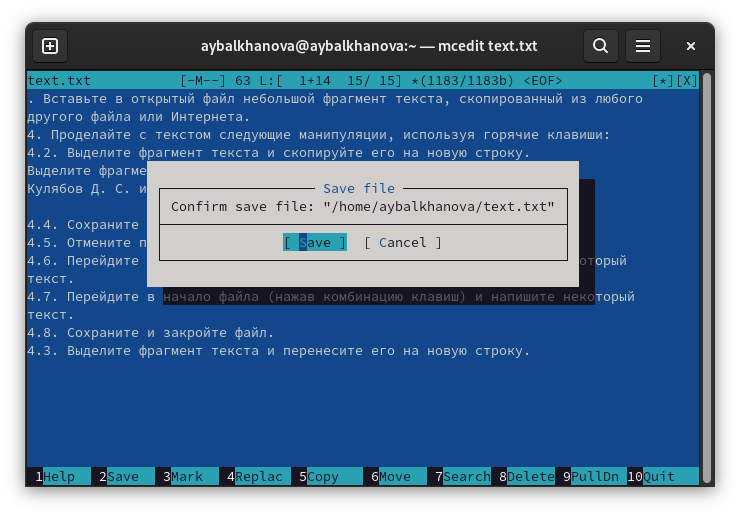 aybalkhanova@aybalkhanova:~ — mcedit text.txt
text.txt [-M--] 63 L:[ 1+14 15/ 15] *(1183/1183b) <EOF> [*][X]
. Вставьте в открытый файл небольшой фрагмент текста, скопированный из любого
другого файла или Интернета.
4. Проделайте с текстом следующие манипуляции, используя горячие клавиши:
4.2. Выделите фрагмент текста и скопируйте его на новую строку.
Выделите фрагме
Кулябов Д. С. и
Save file
Confirm save file: "/home/aybalkhanova/text.txt"
4.4. Сохраните
4.5. Отмените п
[ Save ] [ Cancel ]
4.6. Перейдите оторый
текст.
4.7. Перейдите в начало файла (нажав комбинацию клавиш) и напишите некоторый
текст.
4.8. Сохраните и закройте файл.
4.3. Выделите фрагмент текста и перенесите его на новую строку.
1Help 2Save 3Mark 4Replac 5Copy 6Move 7Search 8Delete 9PullDn 10Quit